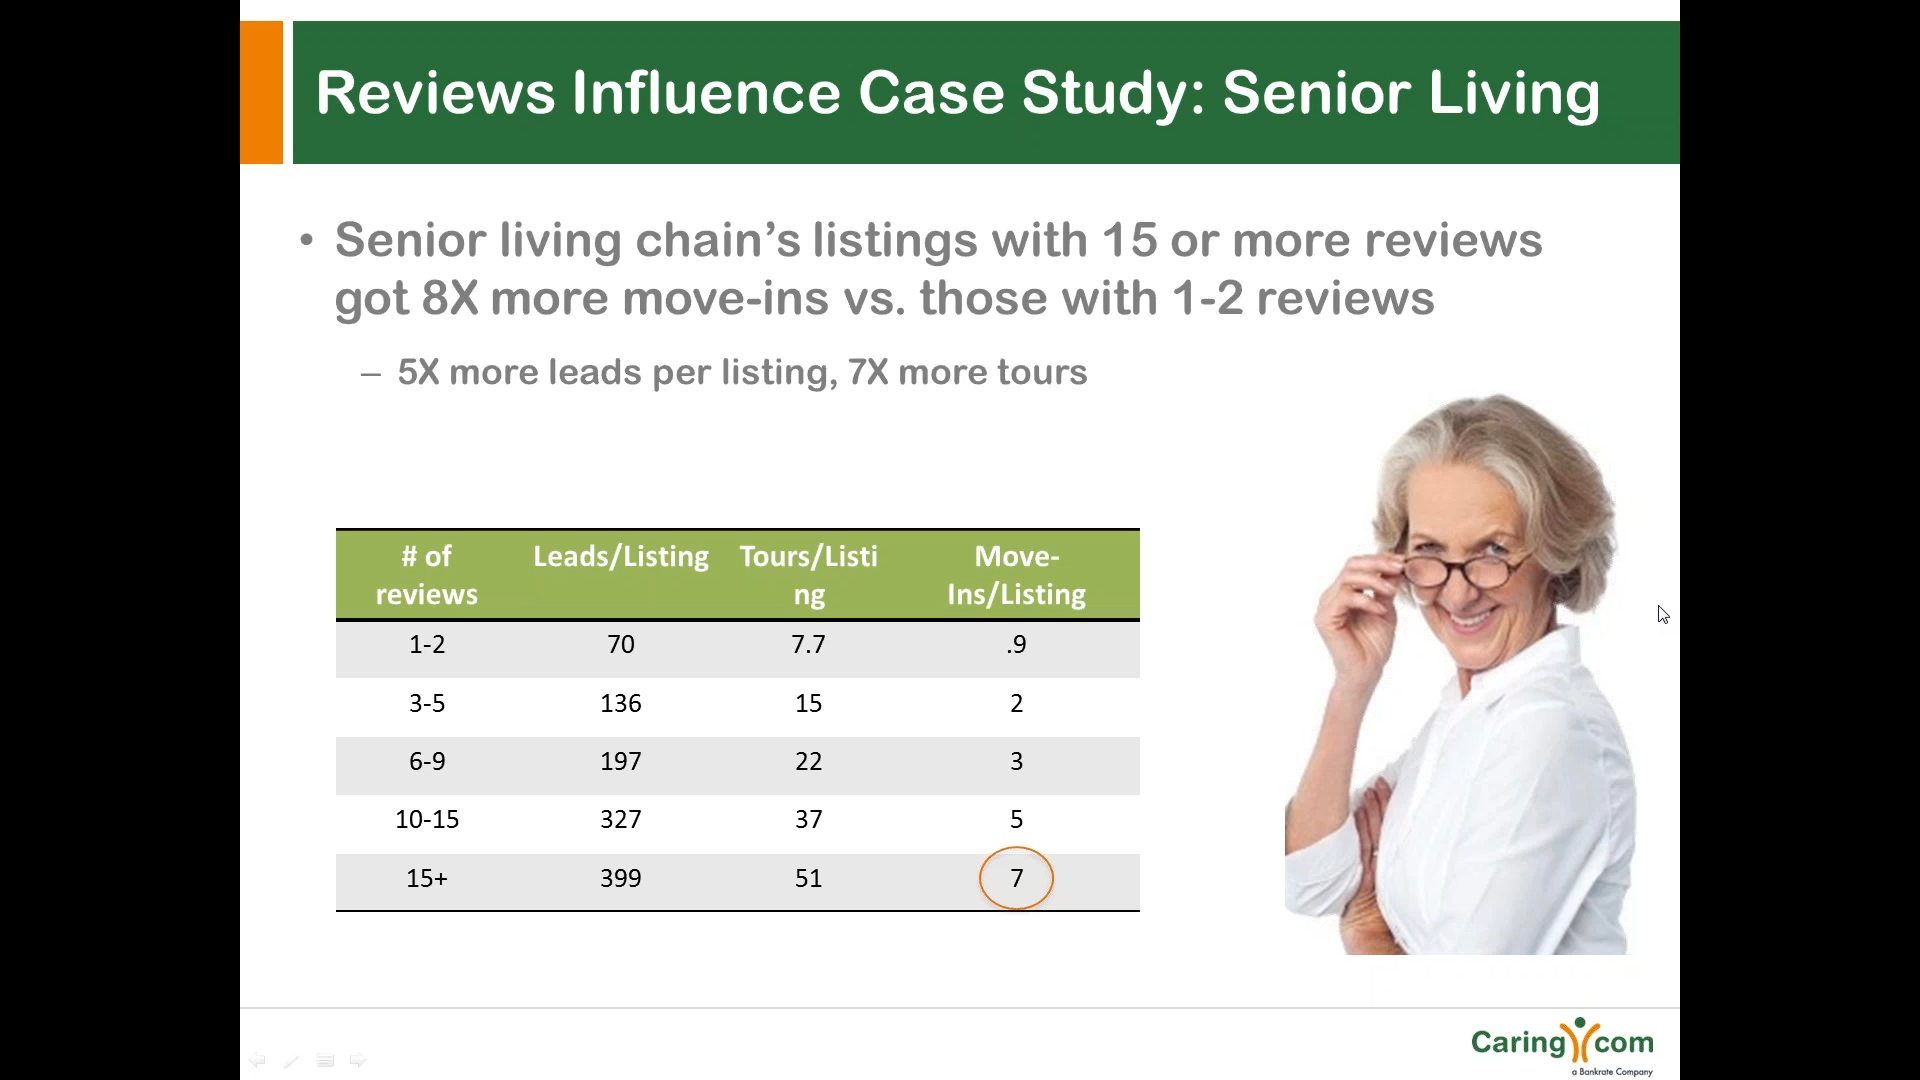 Reviews Influence Case Study: Senior Living
• Senior living chain’s listings with 15 or more reviews
got 8X more move-ins vs. those with 1-2 reviews
– 5X more leads per listing, 7X more tours
# of reviews Leads/Listing Tours/Listi ng Move- Ins/Listing
1-2 70 7.7 .9
3-5 136 15 2
6-9 197 22 3
10-15 327 37 5
15+ 399 51 7
Caring com
a Bankrate Company